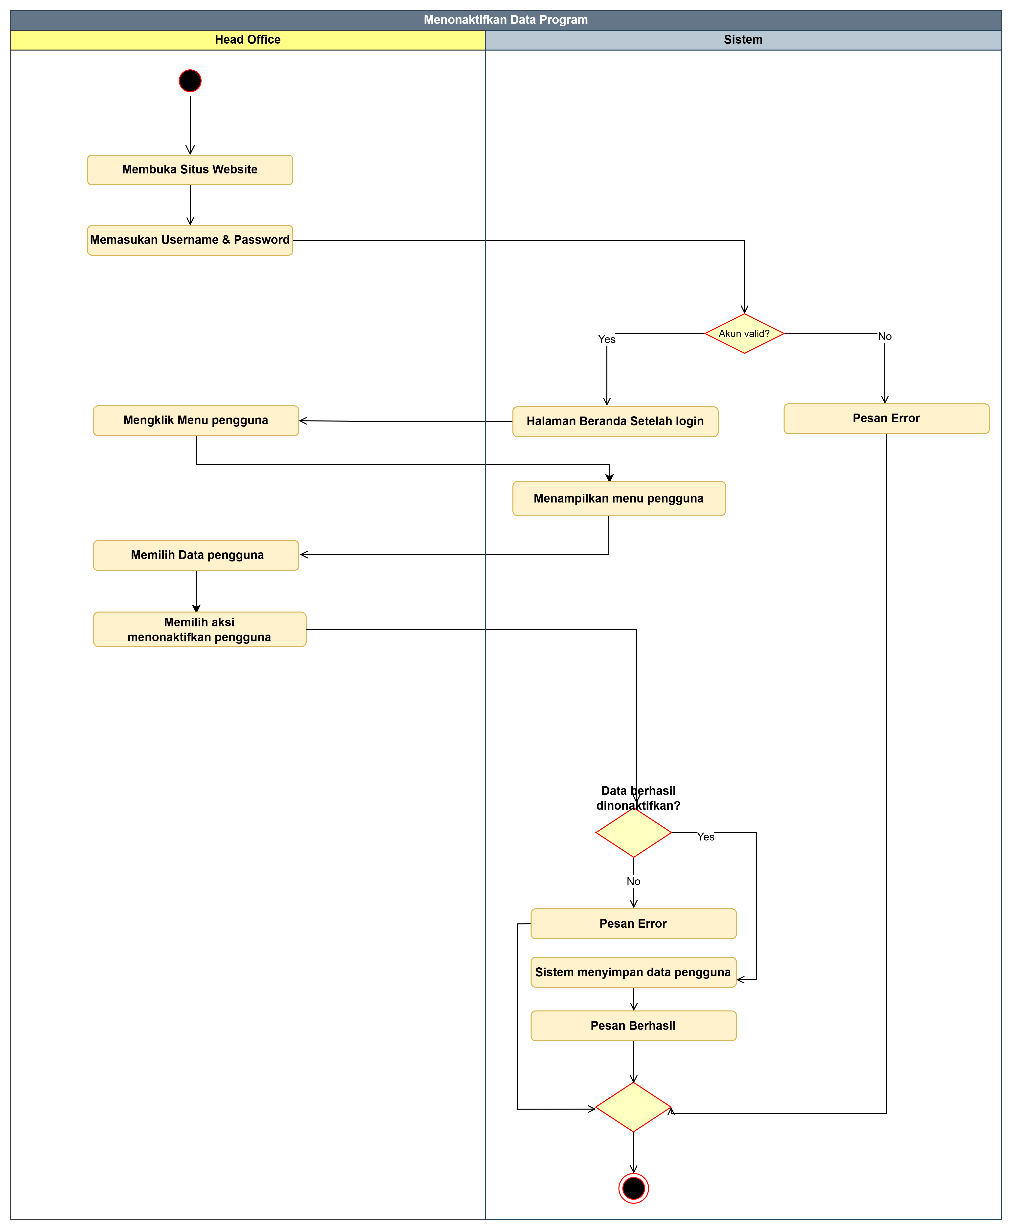 Menonaktifkan Data Program
Head Office
Sistem
Membuka Situs Website
Memasukan Username & Password
Akun valid?
Yes
No
Mengklik Menu pengguna
Halaman Beranda Setelah login
Pesan Error
Menampilkan menu pengguna
Memilih Data pengguna
Memilih aksi
menonaktifkan pengguna
Data berhasil
dinonaktifkan?
Yes
No
Pesan Error
Sistem menyimpan data pengguna
Pesan Berhasil